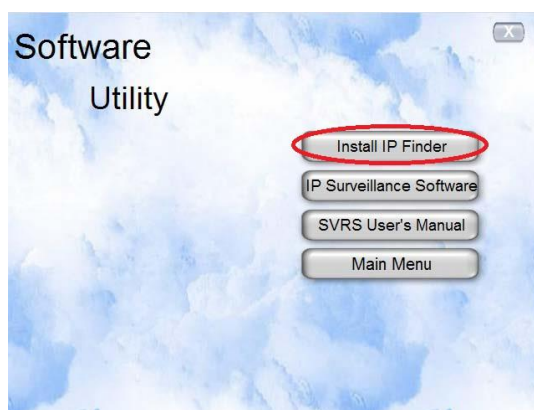 Software
Utility
X
Install IP Finder
IP Surveillance Software
SVRS User's Manual
Main Menu